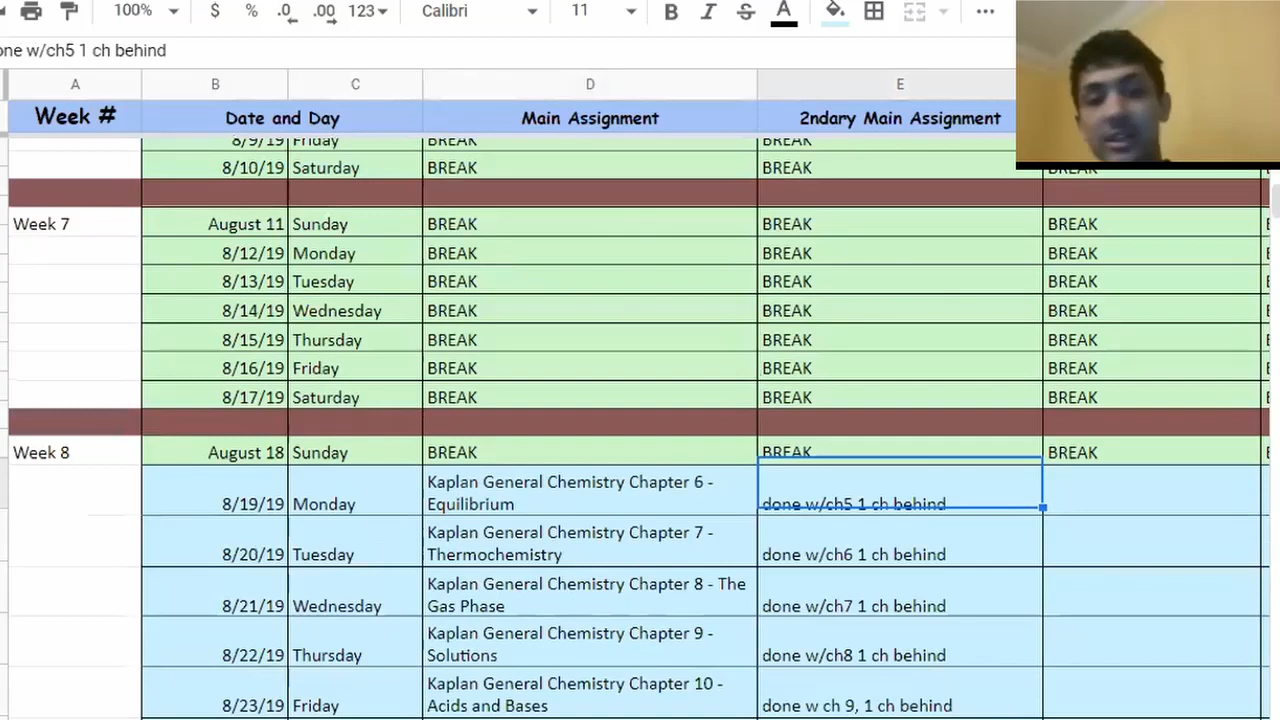 100% $ % .0 .00 123 Calibri 11 B I S A
one w/ch5 1 ch behind
A B C D E
Week # Date and Day Main Assignment 2ndary Main Assignment
8/9/19 Friday BREAK BREAK
8/10/19 Saturday BREAK BREAK BREAK
Week 7 August 11 Sunday BREAK BREAK BREAK
8/12/19 Monday BREAK BREAK BREAK
8/13/19 Tuesday BREAK BREAK BREAK
8/14/19 Wednesday BREAK BREAK BREAK
8/15/19 Thursday BREAK BREAK BREAK
8/16/19 Friday BREAK BREAK BREAK
8/17/19 Saturday BREAK BREAK BREAK
Week 8 August 18 Sunday BREAK BREAK BREAK
Kaplan General Chemistry Chapter 6 -
8/19/19 Monday Equilibrium done w/ch5 1 ch behind
Kaplan General Chemistry Chapter 7 -
8/20/19 Tuesday Thermochemistry done w/ch6 1 ch behind
Kaplan General Chemistry Chapter 8 - The
8/21/19 Wednesday Gas Phase done w/ch7 1 ch behind
Kaplan General Chemistry Chapter 9 -
8/22/19 Thursday Solutions done w/ch8 1 ch behind
Kaplan General Chemistry Chapter 10 -
8/23/19 Friday Acids and Bases done w ch 9, 1 ch behind